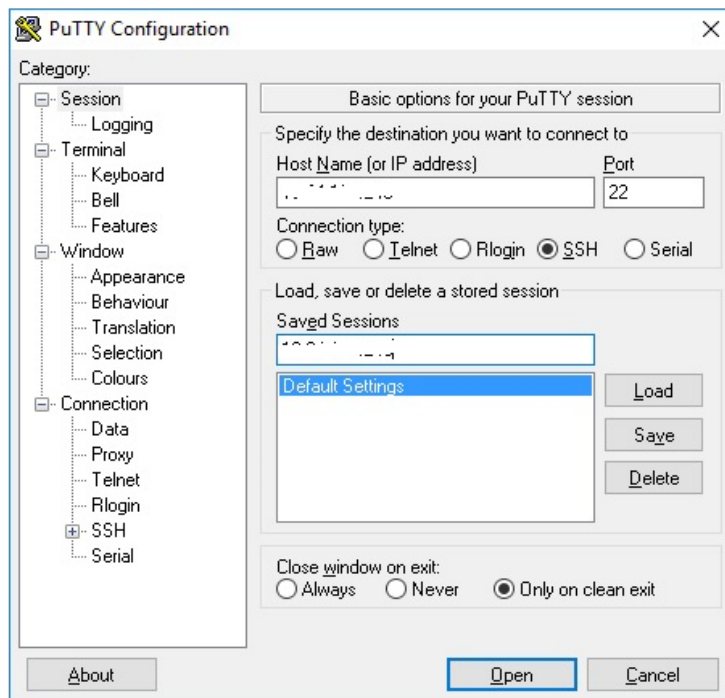 PuTTY Configuration
Category:
Session
Logging
Terminal
Keyboard
Bell
Features
Window
Appearance
Behaviour
Translation
Selection
Colours
Connection
Data
Proxy
Telnet
Rlogin
SSH
Serial
Basic options for your PuTTY session
Specify the destination you want to connect to
Host Name (or IP address) Port
22
Connection type:
Raw Telnet Rlogin SSH Serial
Load, save or delete a stored session
Saved Sessions
Default Settings
Load
Save
Delete
Close window on exit:
Always Never Only on clean exit
About Open Cancel